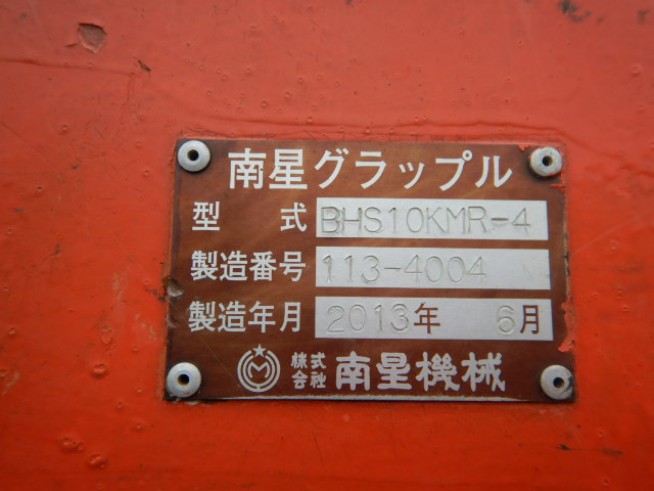 南星グラップル
型式 BHS10KMR-4
製造番号 113-4004
製造年月 2013年 6月
株式会社 南星機械